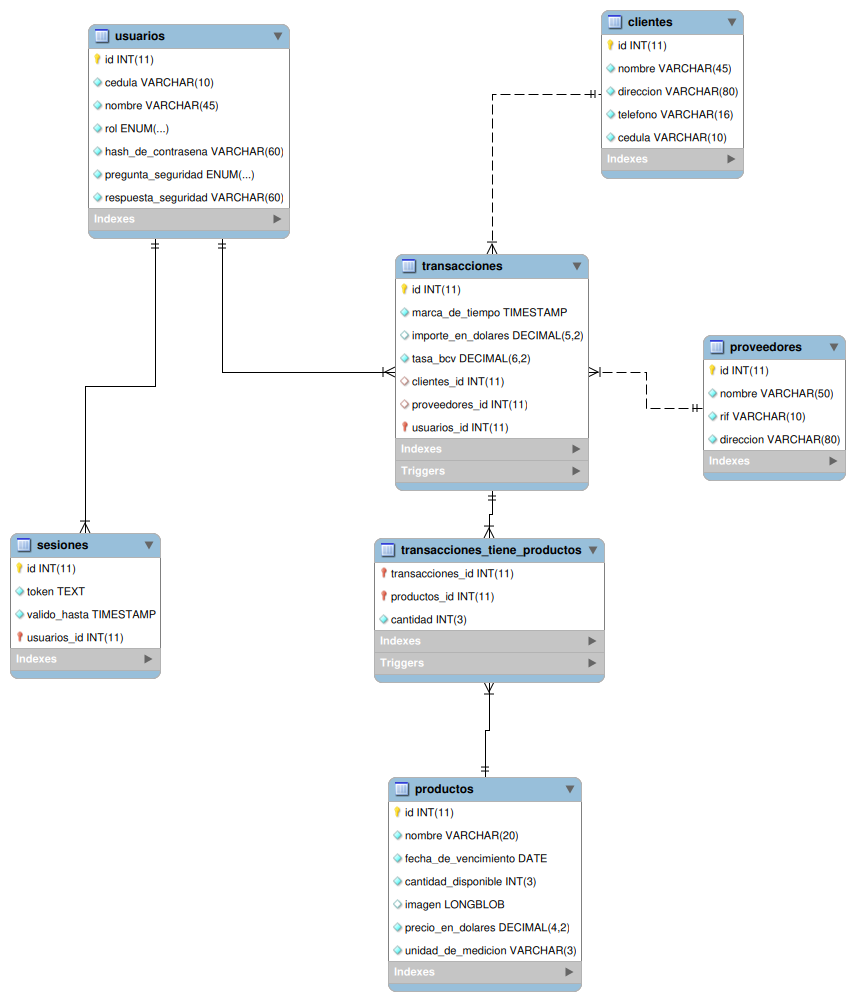 usuarios
id INT(11)
cedula VARCHAR(10)
nombre VARCHAR(45)
rol ENUM(...)
hash_de_contrasena VARCHAR(60)
pregunta_seguridad ENUM(...)
respuesta_seguridad VARCHAR(60)
Indexes
clientes
id INT(11)
nombre VARCHAR(45)
direccion VARCHAR(80)
telefono VARCHAR(16)
cedula VARCHAR(10)
Indexes
transacciones
id INT(11)
marca_de_tiempo TIMESTAMP
importe_en_dolares DECIMAL(5,2)
tasa_bcv DECIMAL(6,2)
clientes_id INT(11)
proveedores_id INT(11)
usuarios_id INT(11)
Indexes
Triggers
proveedores
id INT(11)
nombre VARCHAR(50)
rif VARCHAR(10)
direccion VARCHAR(80)
Indexes
sesiones
id INT(11)
token TEXT
valido_hasta TIMESTAMP
usuarios_id INT(11)
Indexes
transacciones_tiene_productos
transacciones_id INT(11)
productos_id INT(11)
cantidad INT(3)
Indexes
Triggers
productos
id INT(11)
nombre VARCHAR(20)
fecha_de_vencimiento DATE
cantidad_disponible INT(3)
imagen LONGBLOB
precio_en_dolares DECIMAL(4,2)
unidad_de_medicion VARCHAR(3)
Indexes